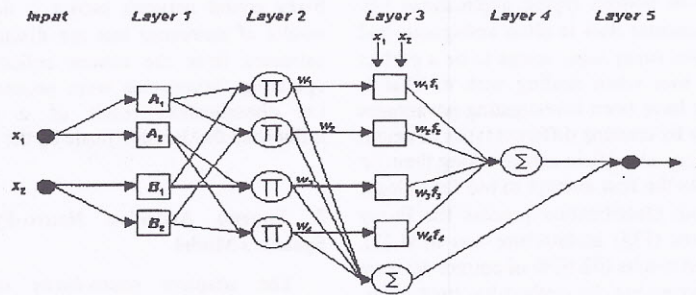 Input Layer 1 Layer 2 Layer 3 Layer 4 Layer 5
x₁ x₂
A₁ ∏ w₁ w₁f₁
x₁ A₂ ∏ w₂ w₂f₂
∑
x₂ B₁ ∏ w₃ w₃f₃
B₂ ∏ w₄ w₄f₄
∑